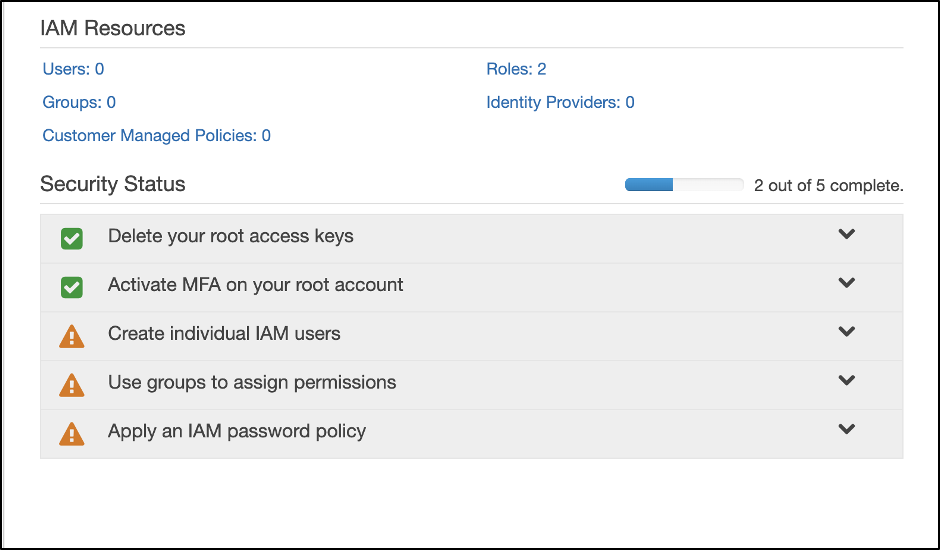 IAM Resources
Users: 0
Roles: 2
Groups: 0
Identity Providers: 0
Customer Managed Policies: 0
Security Status
2 out of 5 complete.
Delete your root access keys
Activate MFA on your root account
Create individual IAM users
Use groups to assign permissions
Apply an IAM password policy